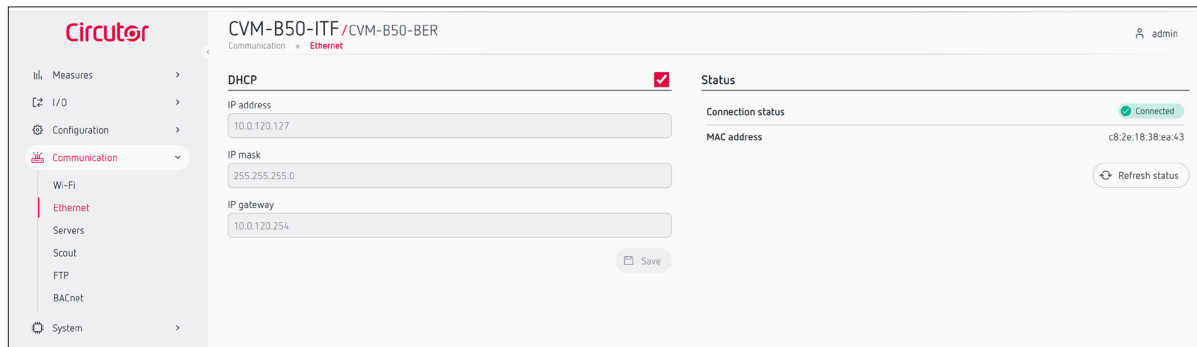 Circutor
CVM-B50-ITF/CVM-B50-BER
Communication » Ethernet
admin
Measures
I/O
Configuration
Communication
Wi-Fi
Ethernet
Servers
Scout
FTP
BACnet
System
DHCP
IP address
10.0.120.127
IP mask
255.255.255.0
IP gateway
10.0.120.254
Save
Status
Connection status Connected
MAC address c8:2e:18:38:ea:43
Refresh status